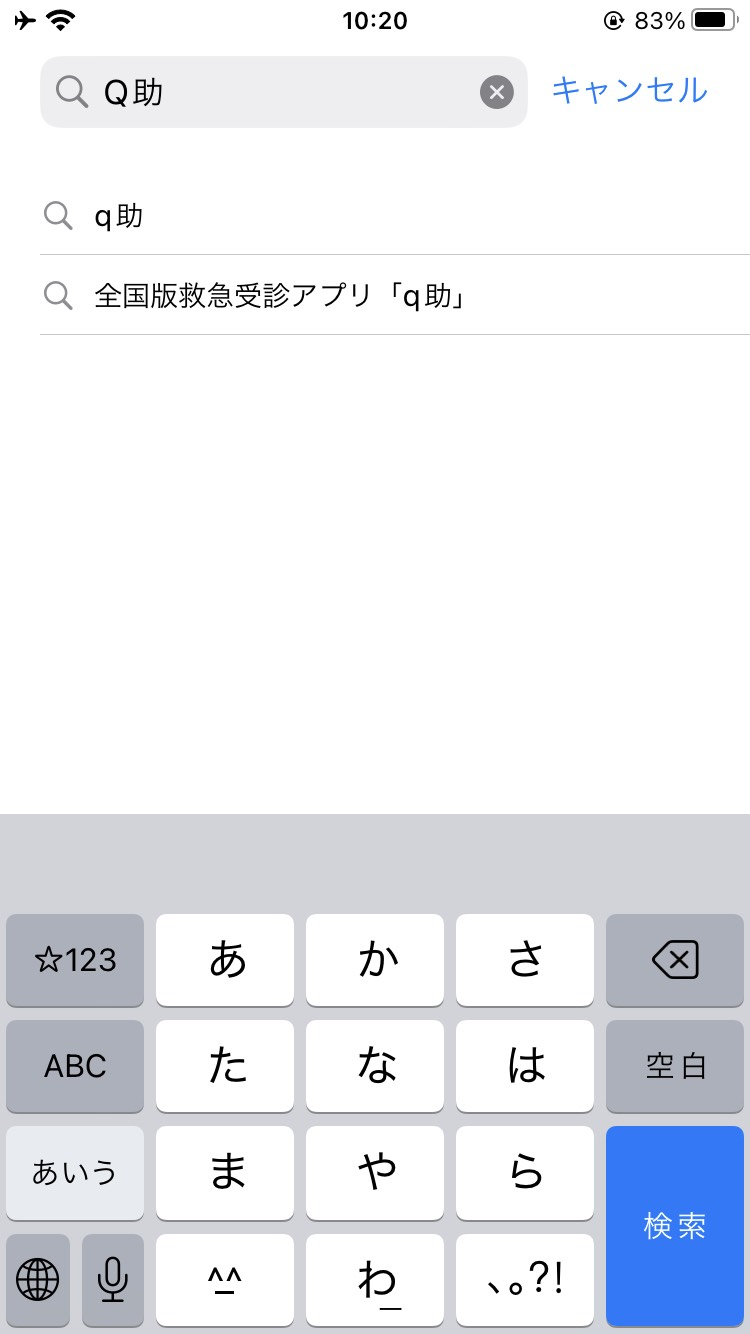 10:20
83%
Q助
キャンセル
q助
全国版救急受診アプリ「q助」
☆123
あ
か
さ
ABC
た
な
は
空白
あいう
ま
や
ら
検索
^_^
わ_
、。?!